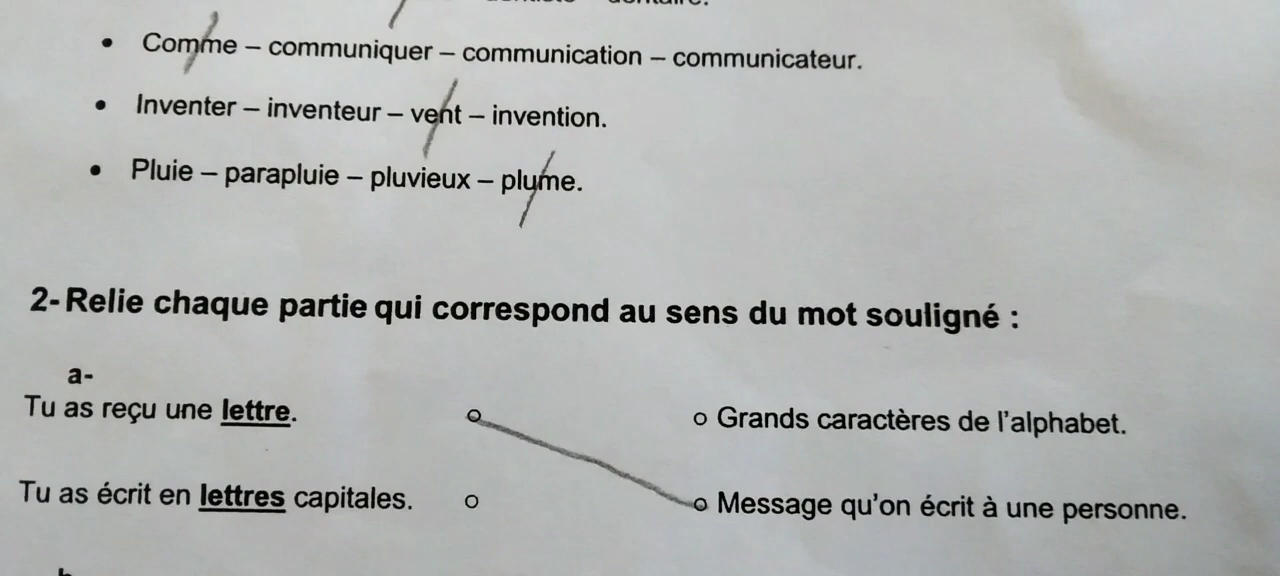 • Comme – communiquer – communication – communicateur.
• Inventer – inventeur – vent – invention.
• Pluie – parapluie – pluvieux – plume.
2- Relie chaque partie qui correspond au sens du mot souligné :
a-
Tu as reçu une lettre. o o Grands caractères de l'alphabet.
Tu as écrit en lettres capitales. o o Message qu'on écrit à une personne.